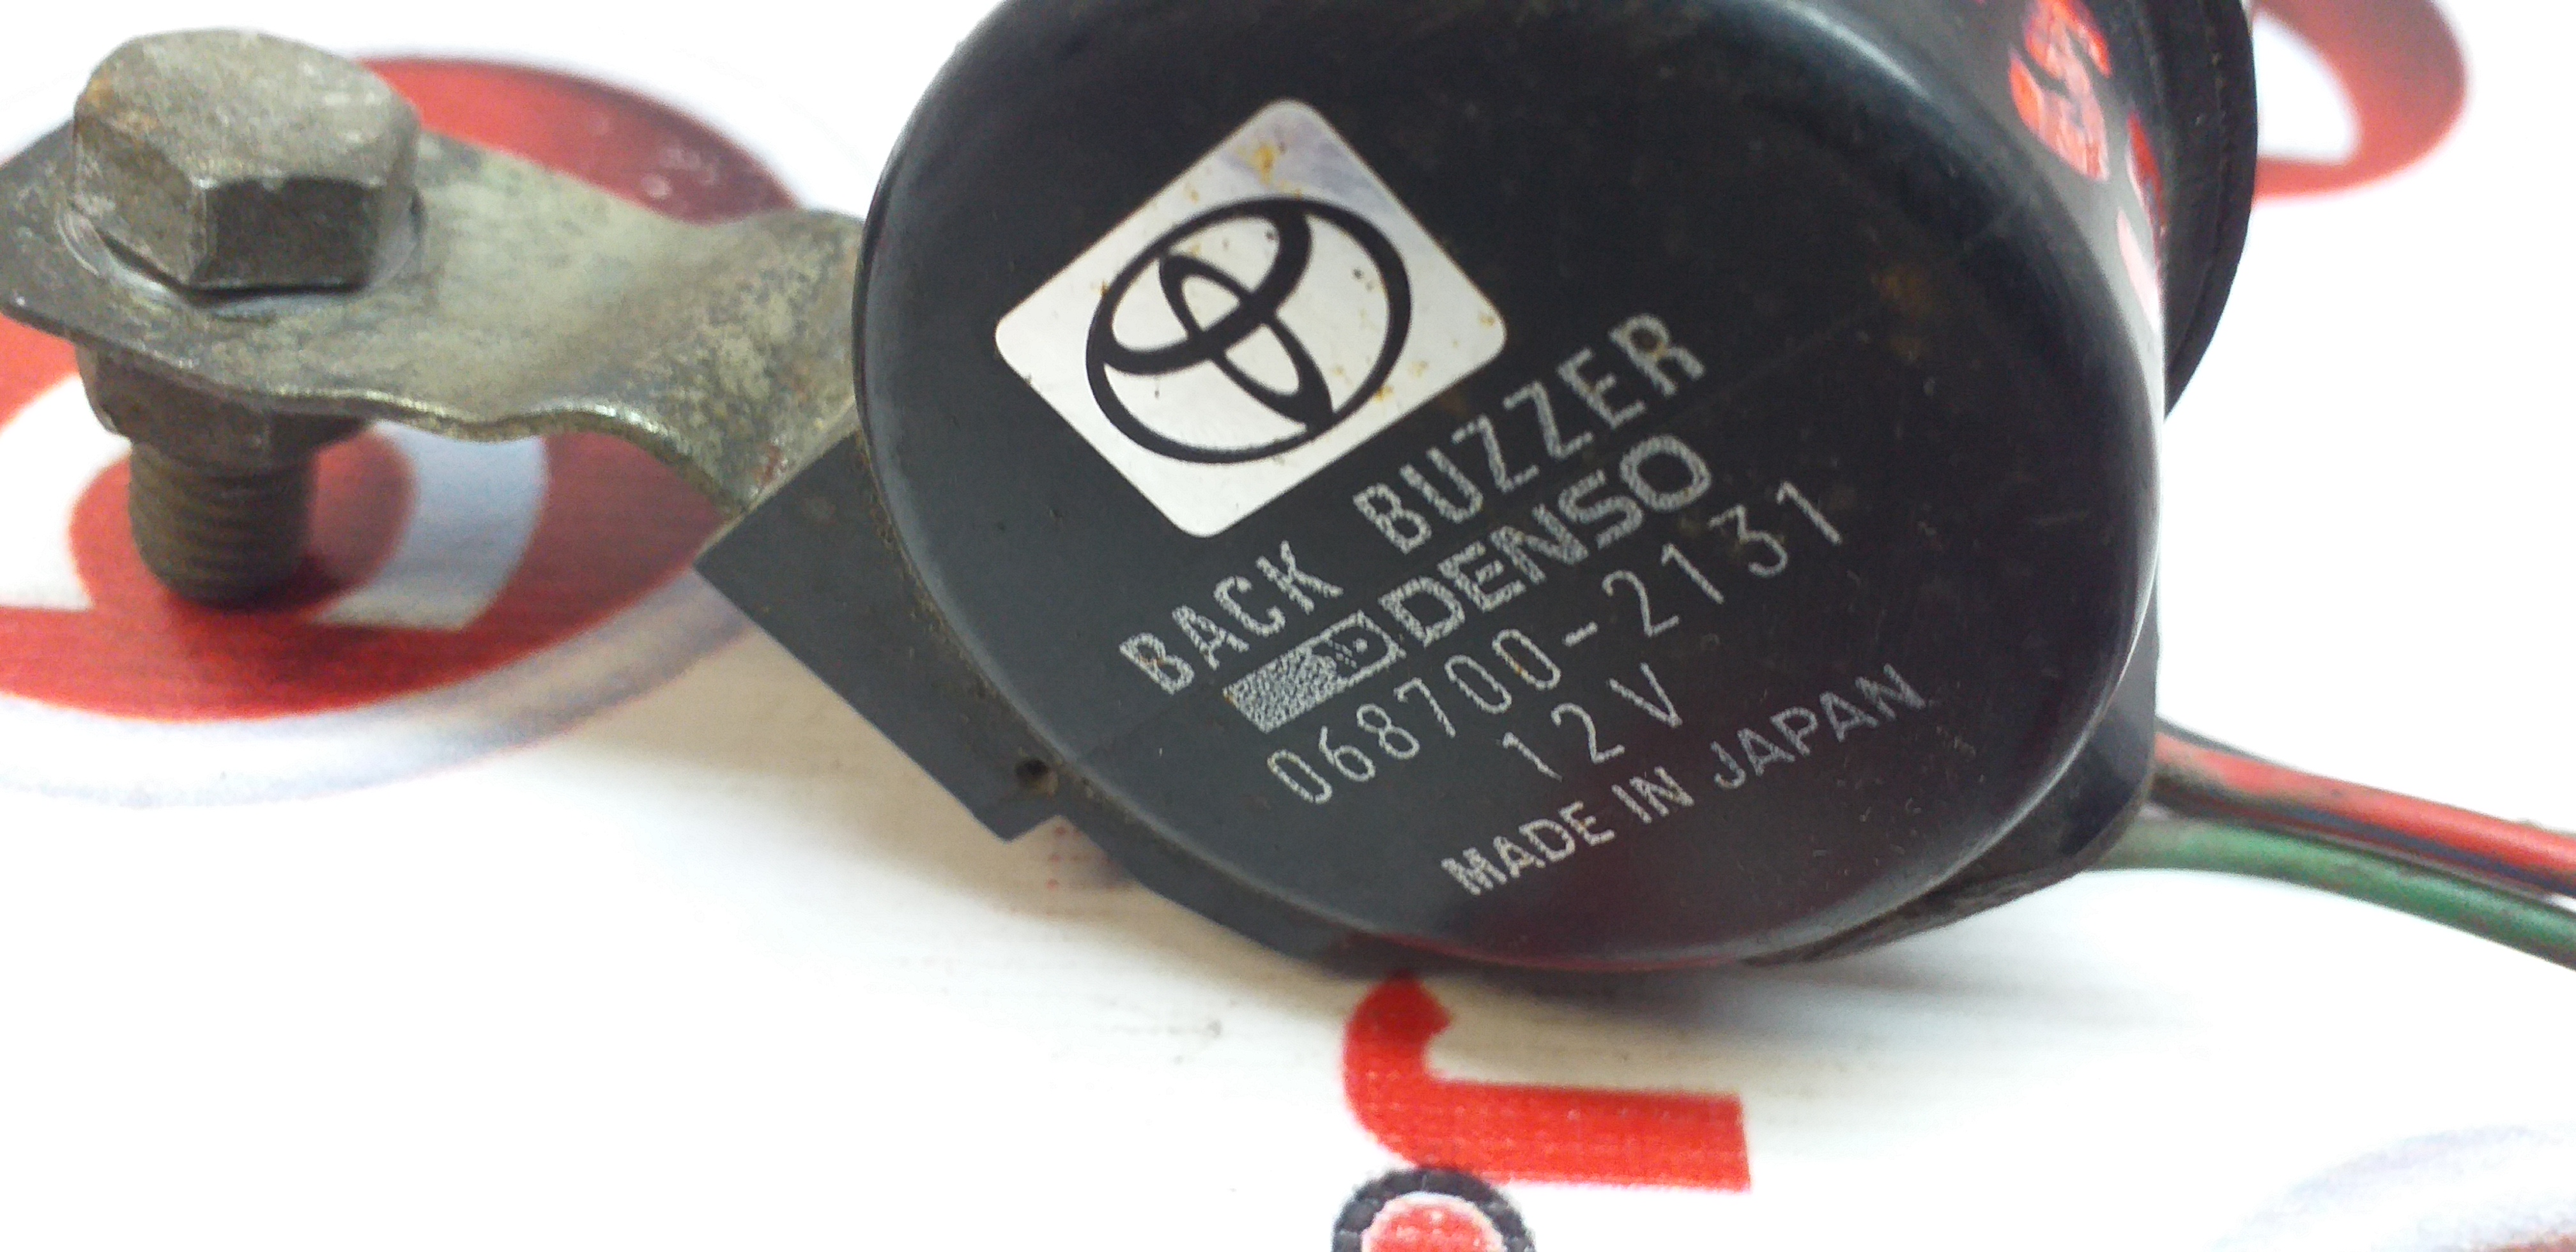 BACK BUZZER
DENSO
068700-2131
12V
MADE IN JAPAN